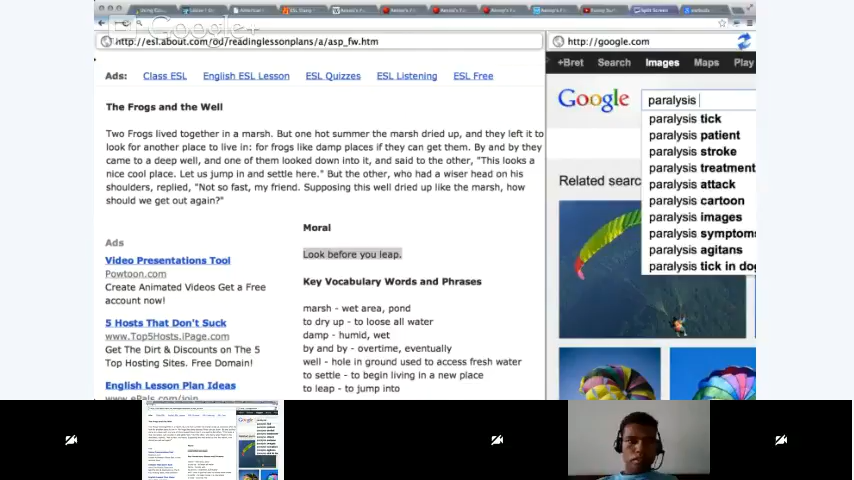 Google+
http://esl.about.com/od/readinglessonplans/a/asp_fw.htm
Ads: Class ESL English ESL Lesson ESL Quizzes ESL Listening ESL Free
The Frogs and the Well
Two Frogs lived together in a marsh. But one hot summer the marsh dried up, and they left it to
look for another place to live in: for frogs like damp places if they can get them. By and by they
came to a deep well, and one of them looked down into it, and said to the other, "This looks a
nice cool place. Let us jump in and settle here." But the other, who had a wiser head on his
shoulders, replied, "Not so fast, my friend. Supposing this well dried up like the marsh, how
should we get out again?"
Moral
Look before you leap.
Key Vocabulary Words and Phrases
marsh - wet area, pond
to dry up - to loose all water
damp - humid, wet
by and by - overtime, eventually
well - hole in ground used to access fresh water
to settle - to begin living in a new place
to leap - to jump into
Ads
Video Presentations Tool
Powtoon.com
Create Animated Videos Get a Free
account now!
5 Hosts That Don't Suck
www.Top5Hosts.iPage.com
Get The Dirt & Discounts on The 5
Top Hosting Sites. Free Domain!
English Lesson Plan Ideas
www.ePals.com/join
http://google.com
+Bret Search Images Maps Play
Google
paralysis
paralysis tick
paralysis patient
paralysis stroke
paralysis treatment
paralysis attack
paralysis cartoon
paralysis images
paralysis symptoms
paralysis agitans
paralysis tick in dog
Related searc